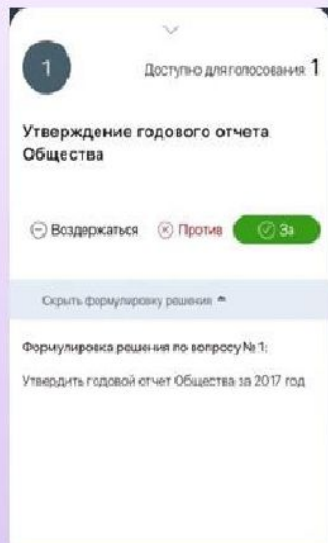 1
Доступно для голосования 1
Утверждение годового отчета
Общества
Воздержаться Против За
Скрыть формулировку решения
Формулировка решения по вопросу № 1:
Утвердить годовой отчет Общества за 2017 год